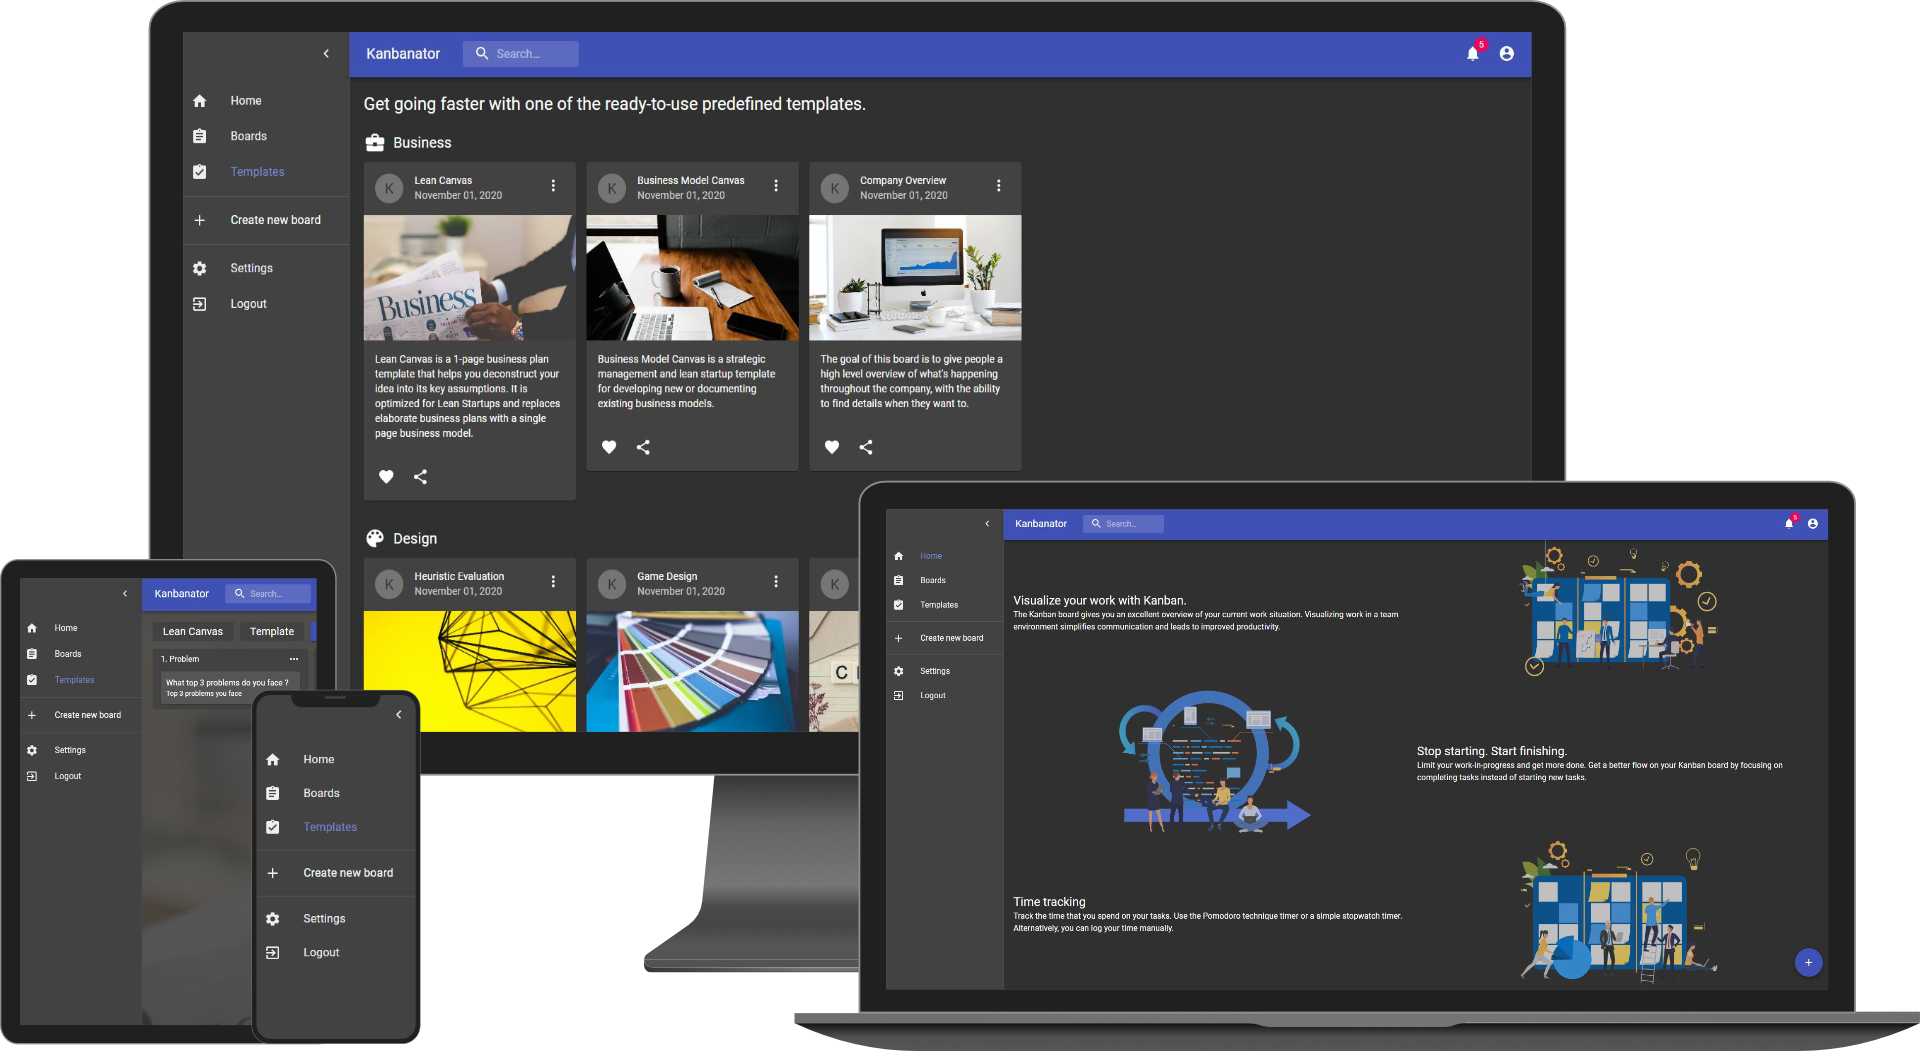 Kanbanator
Search...
5
Home
Boards
Templates
Create new board
Settings
Logout
Get going faster with one of the ready-to-use predefined templates.
Business
K
Lean Canvas
November 01, 2020
Business
Lean Canvas is a 1-page business plan
template that helps you deconstruct your
idea into its key assumptions. It is
optimized for Lean Startups and replaces
elaborate business plans with a single
page business model.
K
Business Model Canvas
November 01, 2020
Business Model Canvas is a strategic
management and lean startup template
for developing new or documenting
existing business models.
K
Company Overview
November 01, 2020
The goal of this board is to give people a
high level overview of what's happening
throughout the company, with the ability
to find details when they want to.
Design
K
Heuristic Evaluation
November 01, 2020
K
Game Design
November 01, 2020
K
C
Kanbanator
Search...
Home
Boards
Templates
Create new board
Settings
Logout
Lean Canvas
Template
1. Problem
What top 3 problems do you face ?
Top 3 problems you face
Home
Boards
Templates
Create new board
Settings
Logout
Kanbanator
Search...
5
Home
Boards
Templates
Create new board
Settings
Logout
Visualize your work with Kanban.
The Kanban board gives you an excellent overview of your current work situation. Visualizing work in a team
environment simplifies communication and leads to improved productivity.
Stop starting. Start finishing.
Limit your work-in-progress and get more done. Get a better flow on your Kanban board by focusing on
completing tasks instead of starting new tasks.
Time tracking
Track the time that you spend on your tasks. Use the Pomodoro technique timer or a simple stopwatch timer.
Alternatively, you can log your time manually.